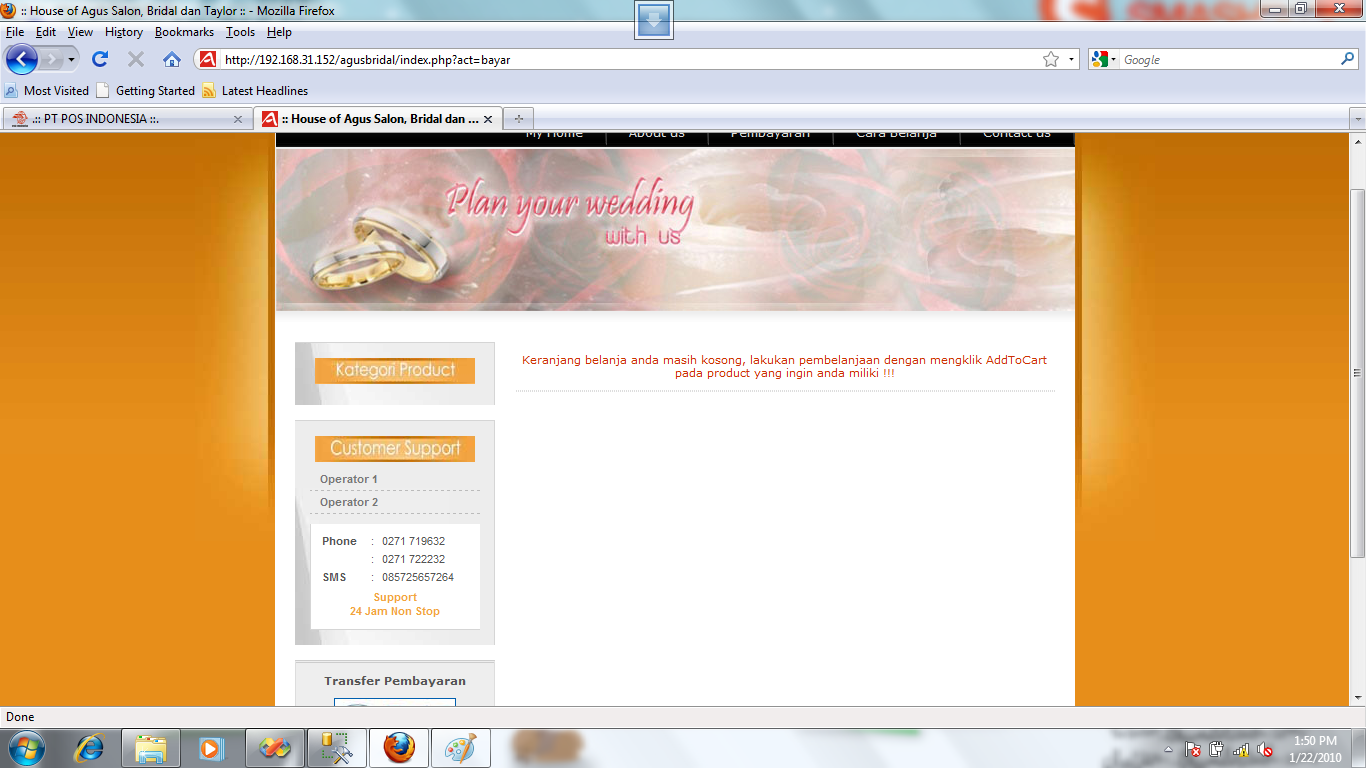 :: House of Agus Salon, Bridal dan Taylor :: - Mozilla Firefox
File Edit View History Bookmarks Tools Help
http://192.168.31.152/agusbridal/index.php?act=bayar
Google
Most Visited Getting Started Latest Headlines
.:: PT POS INDONESIA ::.
:: House of Agus Salon, Bridal dan ...
My Home About us Pembayaran Cara Belanja Contact us
Plan your wedding
with us
Kategori Product
Keranjang belanja anda masih kosong, lakukan pembelanjaan dengan mengklik AddToCart
pada product yang ingin anda miliki !!!
Customer Support
Operator 1
Operator 2
Phone : 0271 719632
: 0271 722232
SMS : 085725657264
Support
24 Jam Non Stop
Transfer Pembayaran
Done
1:50 PM
1/22/2010